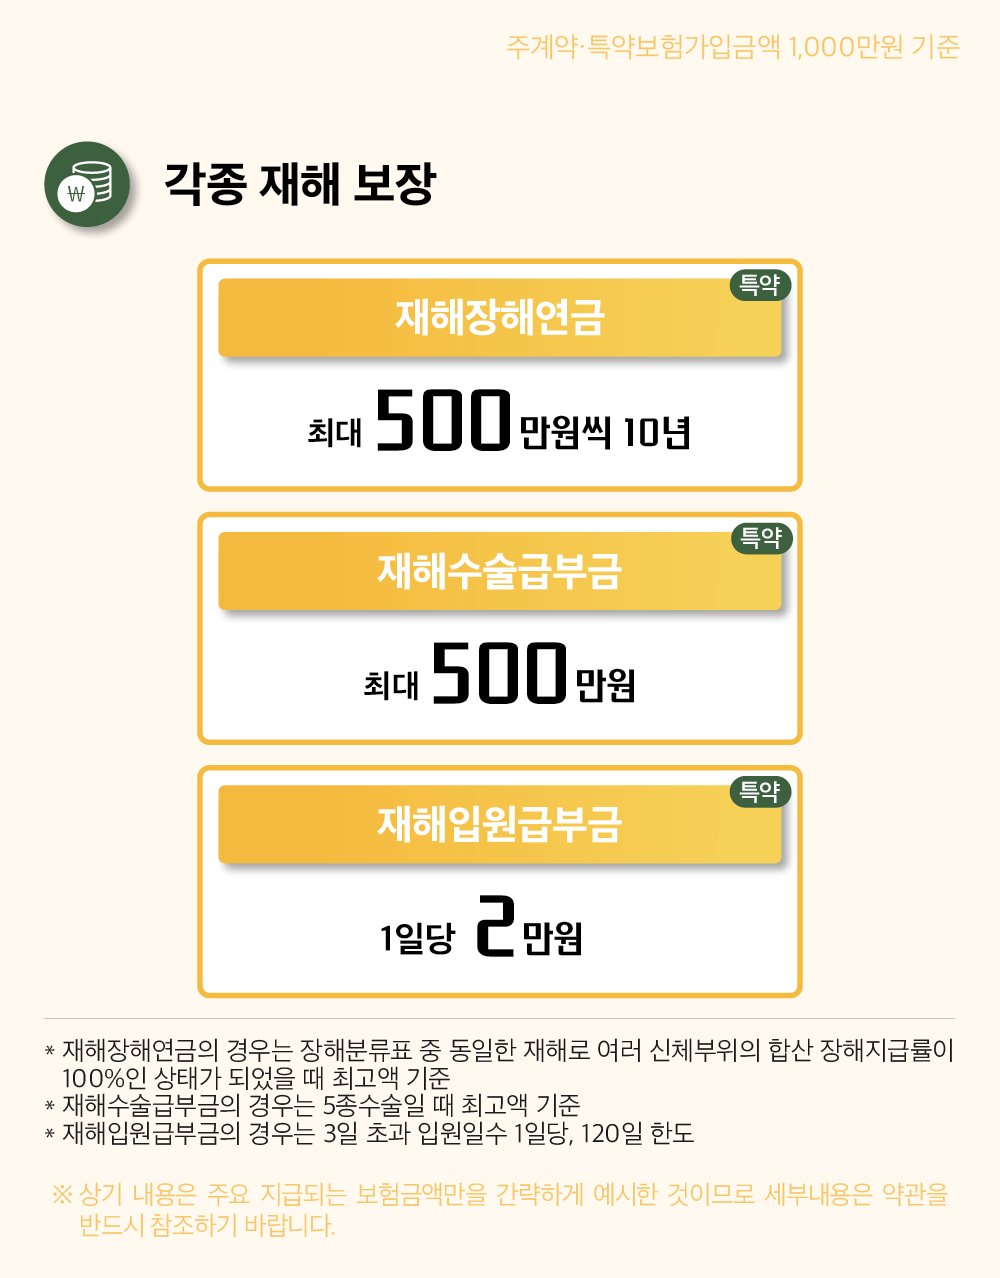 주계약·특약보험가입금액 1,000만원 기준
₩ 각종 재해 보장
특약
재해장해연금
최대 500만원씩 10년
특약
재해수술급부금
최대 500만원
특약
재해입원급부금
1일당 2만원
* 재해장해연금의 경우는 장해분류표 중 동일한 재해로 여러 신체부위의 합산 장해지급률이
100%인 상태가 되었을 때 최고액 기준
* 재해수술급부금의 경우는 5종수술일 때 최고액 기준
* 재해입원급부금의 경우는 3일 초과 입원일수 1일당, 120일 한도
※ 상기 내용은 주요 지급되는 보험금액만을 간략하게 예시한 것이므로 세부내용은 약관을
반드시 참조하기 바랍니다.